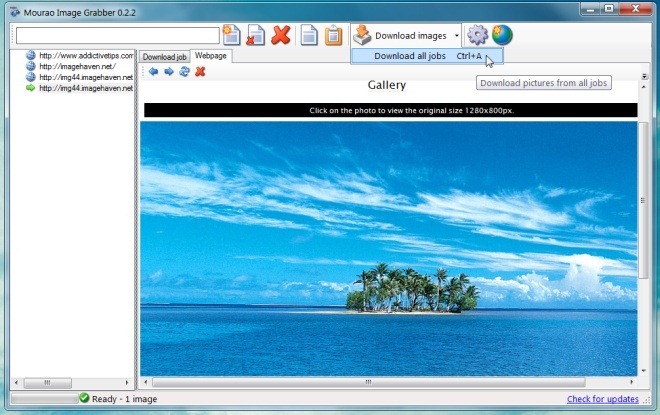 Mourao Image Grabber 0.2.2
Download images
Download all jobs Ctrl+A
Download pictures from all jobs
http://www.addictivetips.com
http://imagehaven.net/
http://img44.imagehaven.net
http://img44.imagehaven.net
Download job Webpage
Gallery
Click on the photo to view the original size 1280x800px.
Ready - 1 image
Check for updates